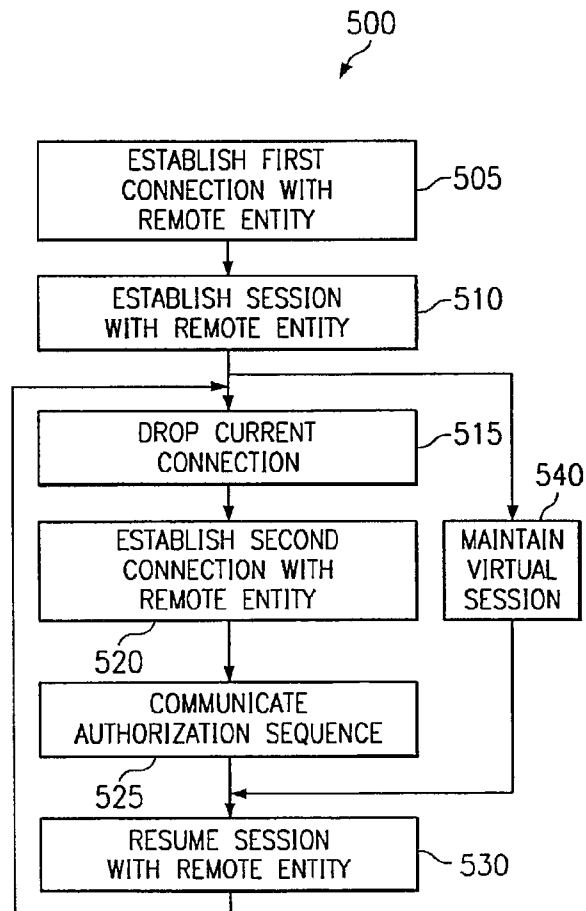 500
ESTABLISH FIRST
CONNECTION WITH
REMOTE ENTITY
505
ESTABLISH SESSION
WITH REMOTE ENTITY
510
DROP CURRENT
CONNECTION
515
540
ESTABLISH SECOND
CONNECTION WITH
REMOTE ENTITY
520
MAINTAIN
VIRTUAL
SESSION
COMMUNICATE
AUTHORIZATION SEQUENCE
525
RESUME SESSION
WITH REMOTE ENTITY
530